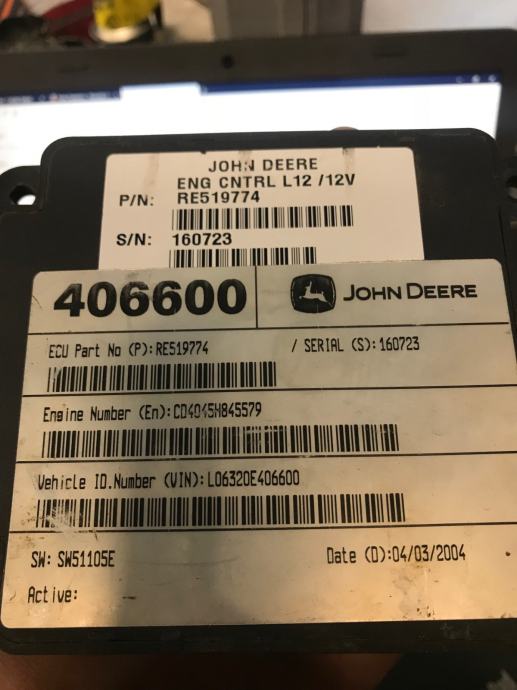 JOHN DEERE
ENG CNTRL L12 /12V
P/N: RE519774
S/N: 160723
406600 JOHN DEERE
ECU Part No (P):RE519774 / SERIAL (S):160723
Engine Number (En):CD4045H845579
Vehicle ID.Number (VIN):L06320E406600
SW: SW51105E Date (D):04/03/2004
Active: